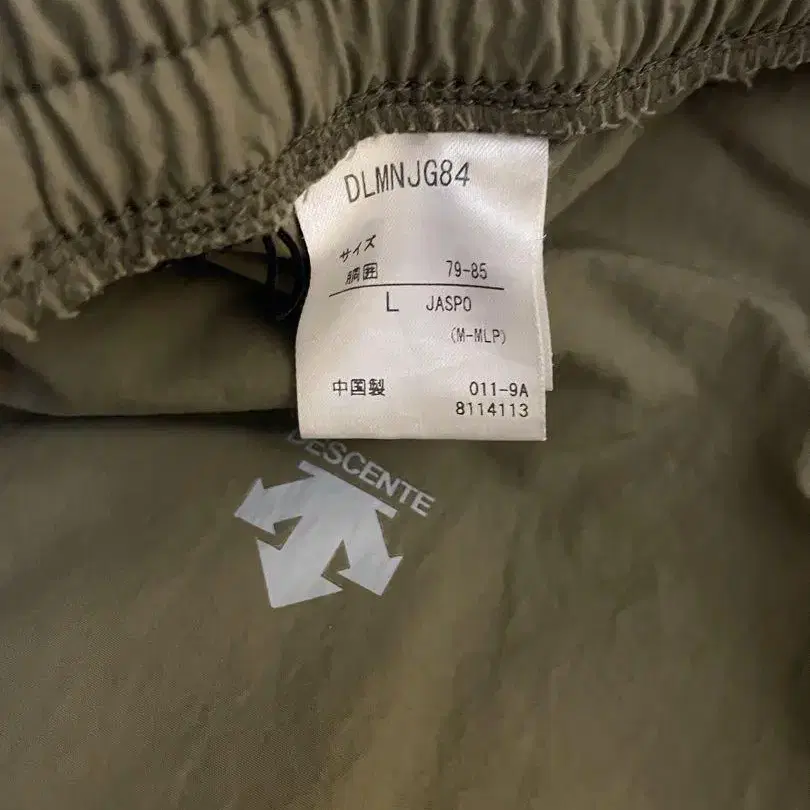 DLMNJG84
サイズ
胴囲 79-85
L JASPO
(M-MLP)
中国製 011-9A
8114113
DESCENTE